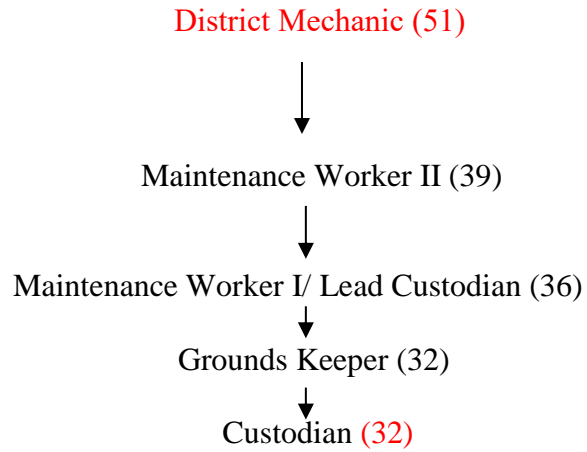 District Mechanic (51)
Maintenance Worker II (39)
Maintenance Worker I/ Lead Custodian (36)
Grounds Keeper (32)
Custodian (32)